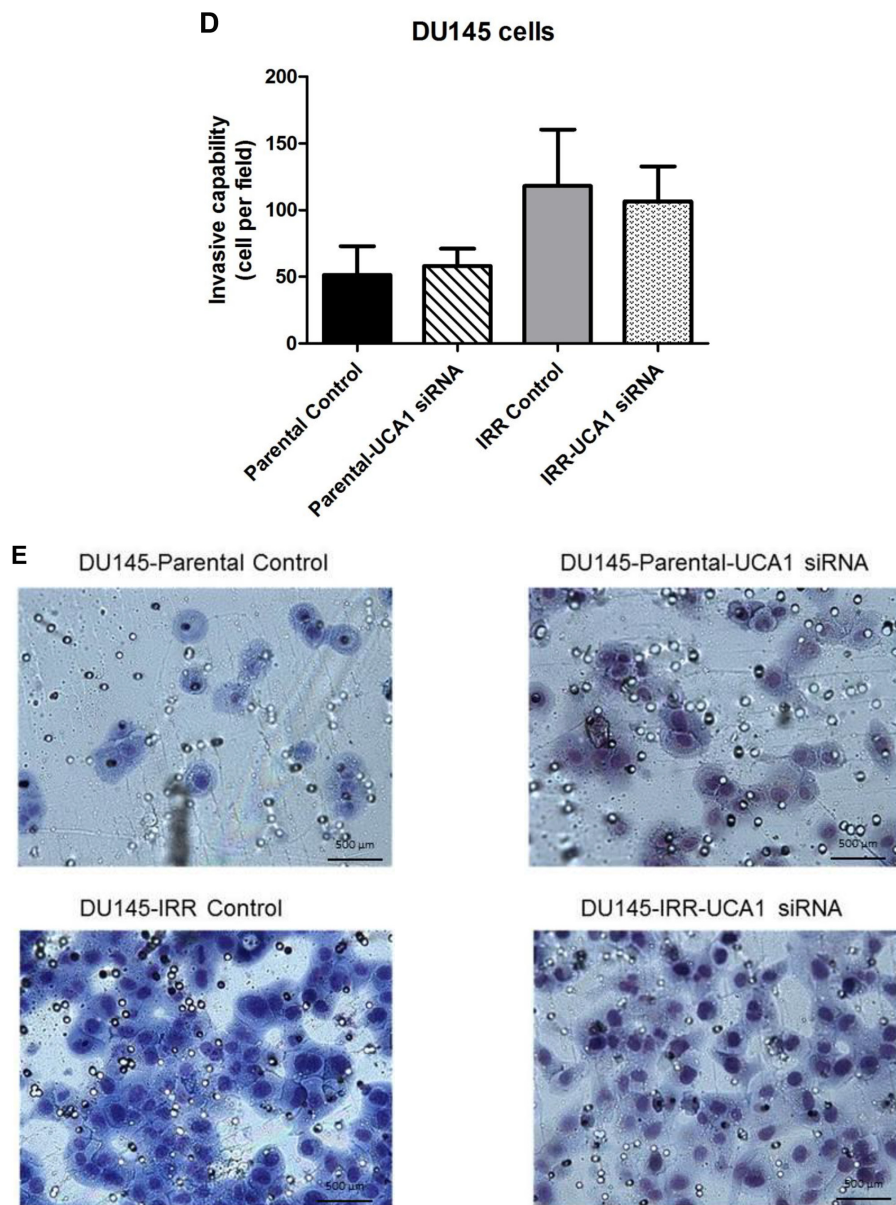 D
DU145 cells
Invasive capability
(cell per field)
200
150
100
50
0
Parental Control
Parental-UCA1 siRNA
IRR Control
IRR-UCA1 siRNA
E
DU145-Parental Control
DU145-Parental-UCA1 siRNA
500 µm
500 µm
DU145-IRR Control
DU145-IRR-UCA1 siRNA
500 µm
500 µm